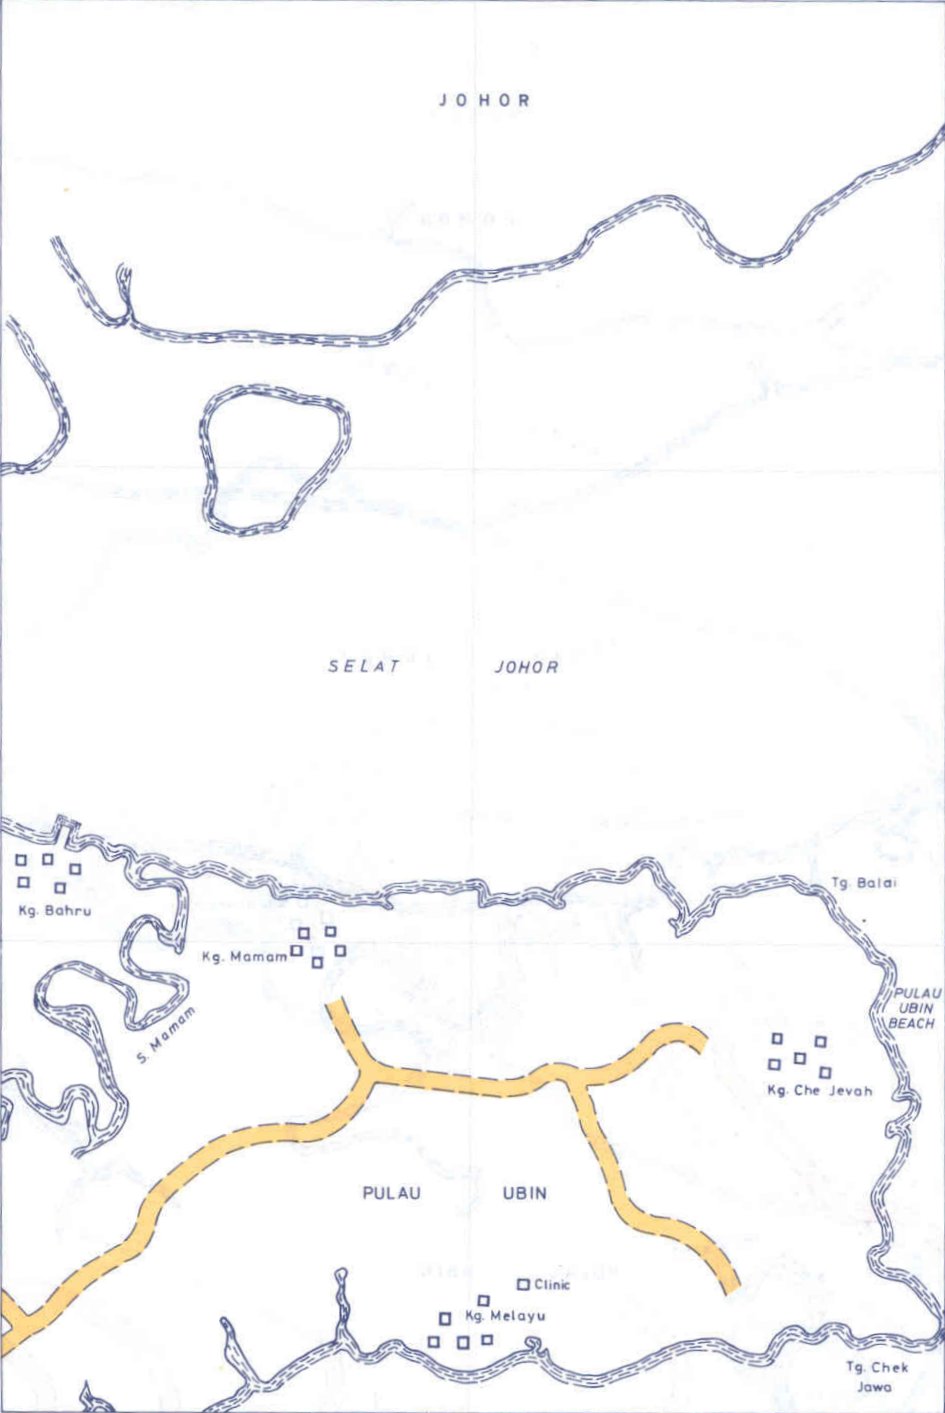 JOHOR
SELAT JOHOR
Tg. Balai
Kg. Bahru
Kg. Mamam
PULAU
UBIN
BEACH
S. Mamam
Kg. Che Jevah
PULAU UBIN
Clinic
Kg. Melayu
Tg. Chek
Jawa